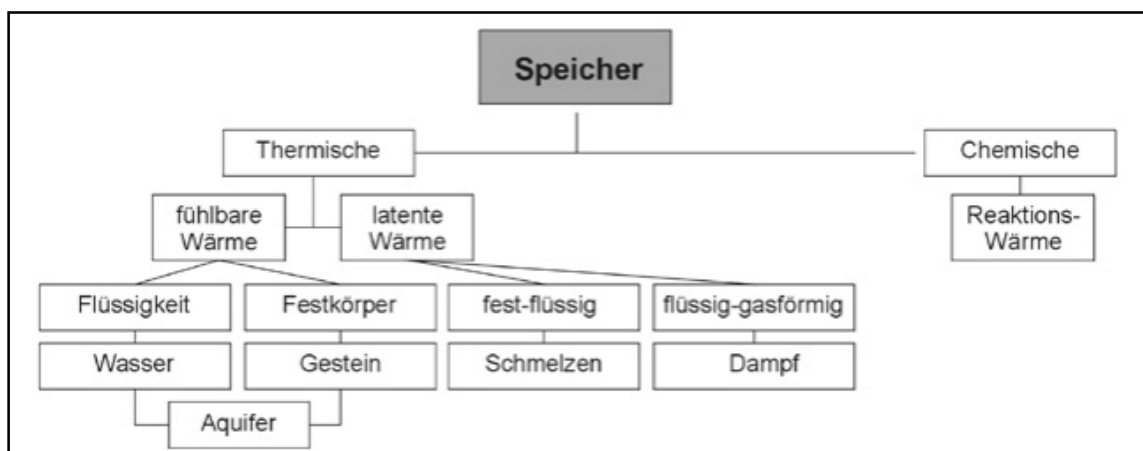 Speicher
Thermische
Chemische
fühlbare
Wärme
latente
Wärme
Reaktions-
Wärme
Flüssigkeit
Festkörper
fest-flüssig
flüssig-gasförmig
Wasser
Gestein
Schmelzen
Dampf
Aquifer